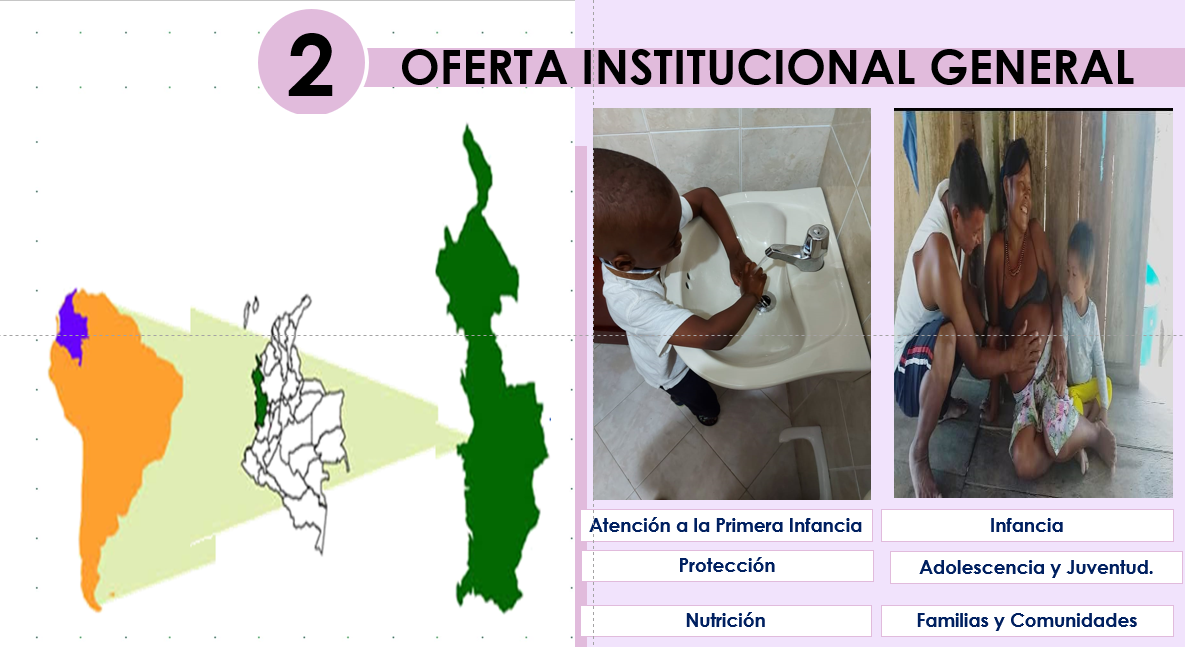 2
OFERTA INSTITUCIONAL GENERAL
Atención a la Primera Infancia
Infancia
Protección
Adolescencia y Juventud.
Nutrición
Familias y Comunidades